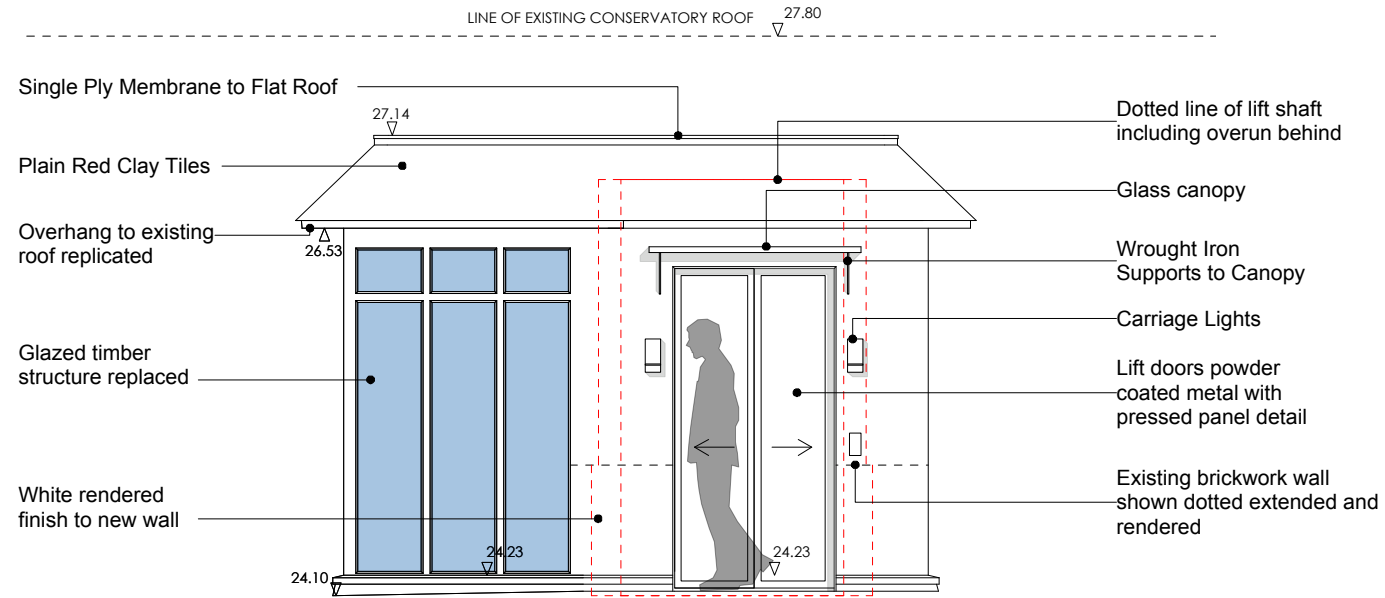 LINE OF EXISTING CONSERVATORY ROOF
27.80
Single Ply Membrane to Flat Roof
27.14
Plain Red Clay Tiles
Overhang to existing
roof replicated
26.53
Glazed timber
structure replaced
White rendered
finish to new wall
24.10
24.23
24.23
Dotted line of lift shaft
including overun behind
Glass canopy
Wrought Iron
Supports to Canopy
Carriage Lights
Lift doors powder
coated metal with
pressed panel detail
Existing brickwork wall
shown dotted extended and
rendered